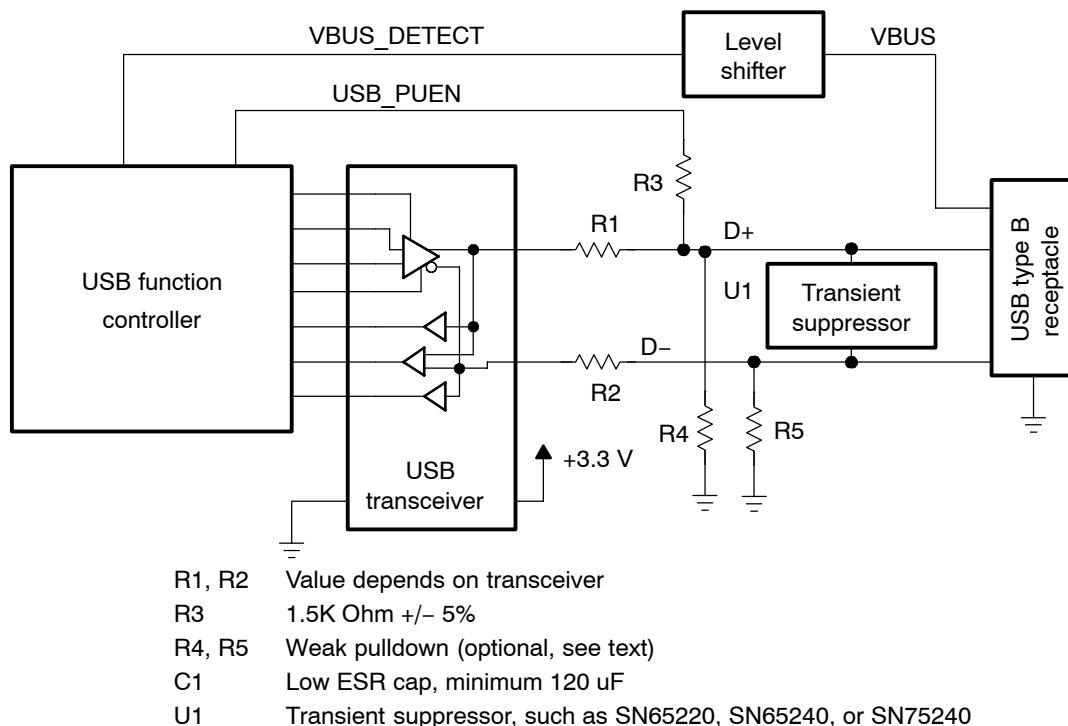 VBUS_DETECT
Level
shifter
VBUS
USB_PUEN
R3
R1
D+
USB function
controller
U1
Transient
suppressor
USB type B
receptacle
D−
R2
R4
R5
+3.3 V
USB
transceiver
R1, R2 Value depends on transceiver
R3 1.5K Ohm +/− 5%
R4, R5 Weak pulldown (optional, see text)
C1 Low ESR cap, minimum 120 uF
U1 Transient suppressor, such as SN65220, SN65240, or SN75240